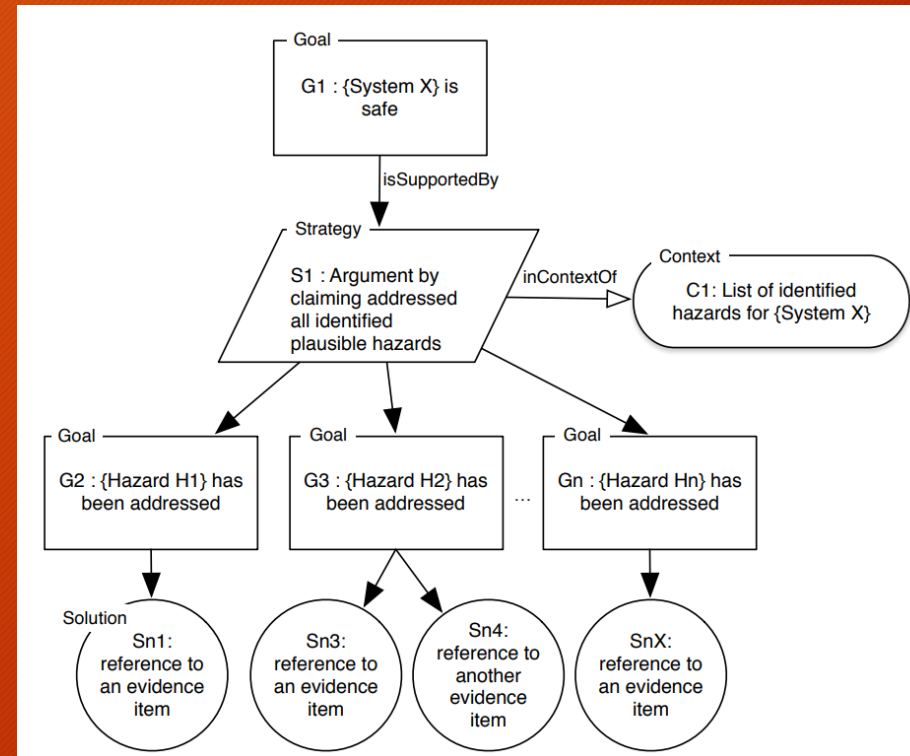 Goal
G1 : {System X} is
safe
isSupportedBy
Strategy
S1 : Argument by
claiming addressed
all identified
plausible hazards
inContextOf
Context
C1: List of identified
hazards for {System X}
Goal
G2 : {Hazard H1} has
been addressed
Goal
G3 : {Hazard H2} has
been addressed
...
Goal
Gn : {Hazard Hn} has
been addressed
Solution
Sn1:
reference to
an evidence
item
Sn3:
reference to
an evidence
item
Sn4:
reference to
another
evidence
item
SnX:
reference to
an evidence
item